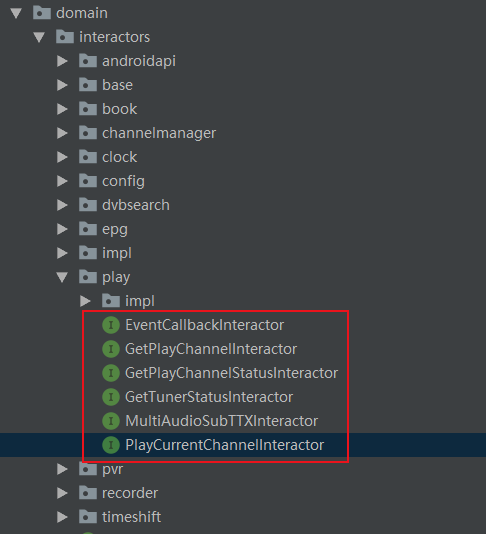 domain
interactors
androidapi
base
book
channelmanager
clock
config
dvbsearch
epg
impl
play
impl
I EventCallbackInteractor
I GetPlayChannelInteractor
I GetPlayChannelStatusInteractor
I GetTunerStatusInteractor
I MultiAudioSubTTXInteractor
I PlayCurrentChannelInteractor
pvr
recorder
timeshift